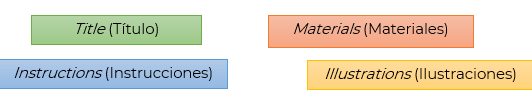 Title (Título)
Materials (Materiales)
Instructions (Instrucciones)
Illustrations (Ilustraciones)